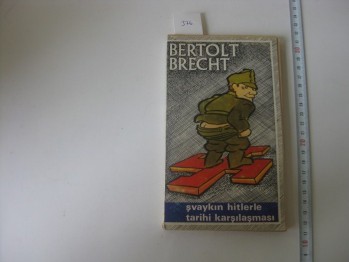 BERTOLT
BRECHT
şvaykın hitlerle
tarihi karşılaşması